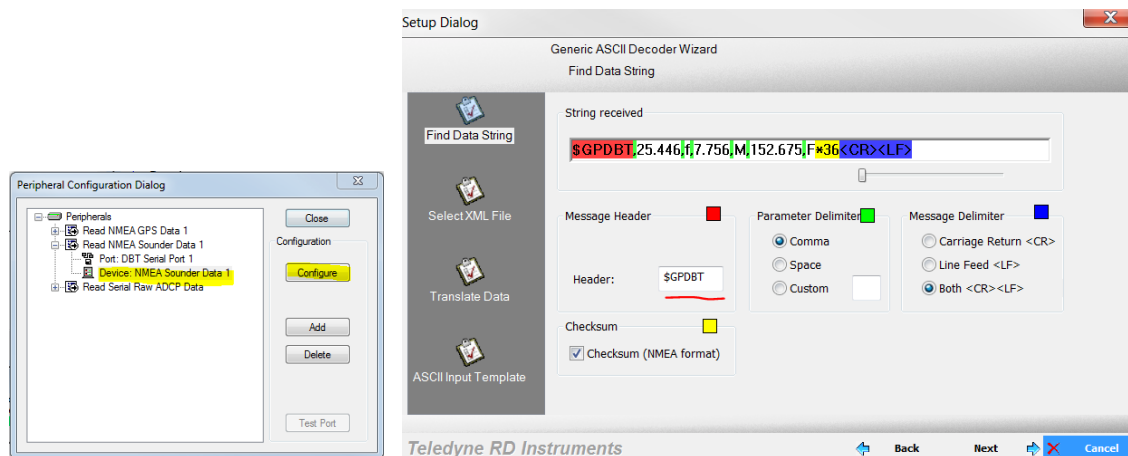 Peripheral Configuration Dialog
Peripherals
Read NMEA GPS Data 1
Read NMEA Sounder Data 1
Port: DBT Serial Port 1
Device: NMEA Sounder Data 1
Read Serial Raw ADCP Data
Close
Configuration
Configure
Add
Delete
Test Port
Setup Dialog
Generic ASCII Decoder Wizard
Find Data String
Find Data String
Select XML File
Translate Data
ASCII Input Template
String received
$GPDBT,25.446,f,7.756,M,152.675,F*36<CR><LF>
Message Header
Header:
$GPDBT
Parameter Delimiter
Comma
Space
Custom
Message Delimiter
Carriage Return <CR>
Line Feed <LF>
Both <CR><LF>
Checksum
Checksum (NMEA format)
Teledyne RD Instruments
Back
Next
Cancel